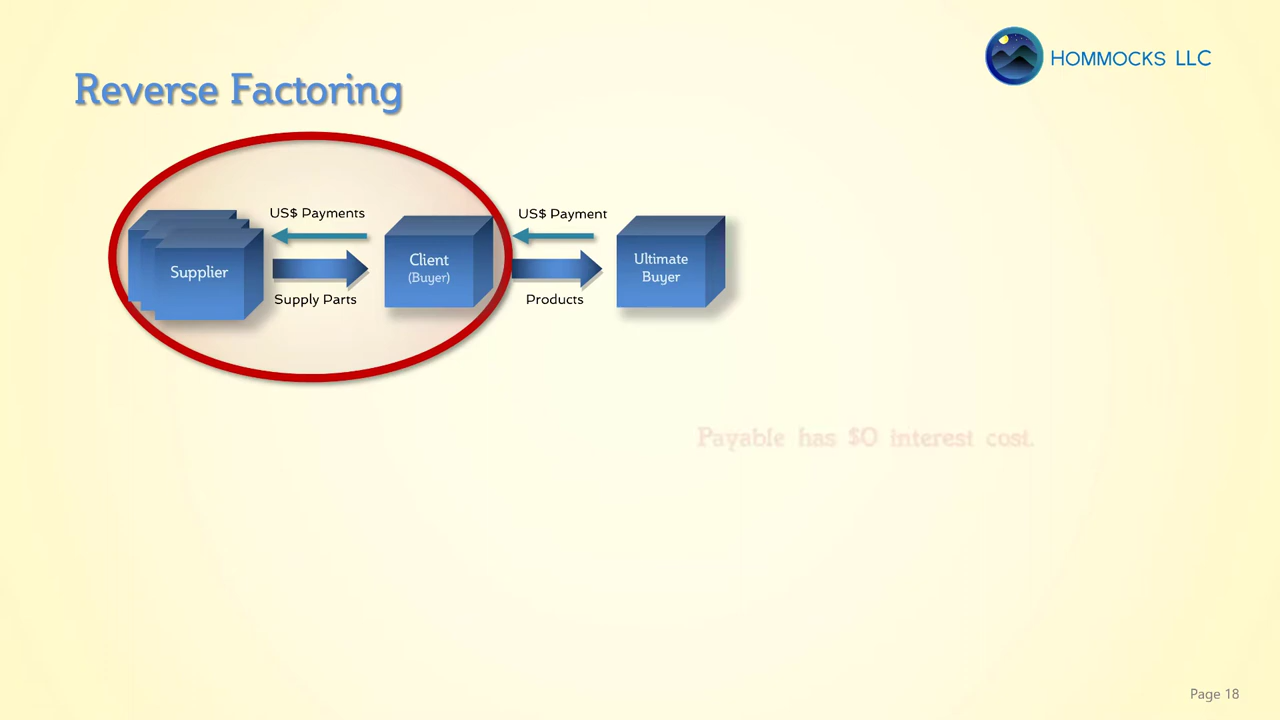 HOMMOCKS LLC
Reverse Factoring
US$ Payments
US$ Payment
Supplier
Client
(Buyer)
Ultimate
Buyer
Supply Parts
Products
Payable has $0 interest cost.
Page 18